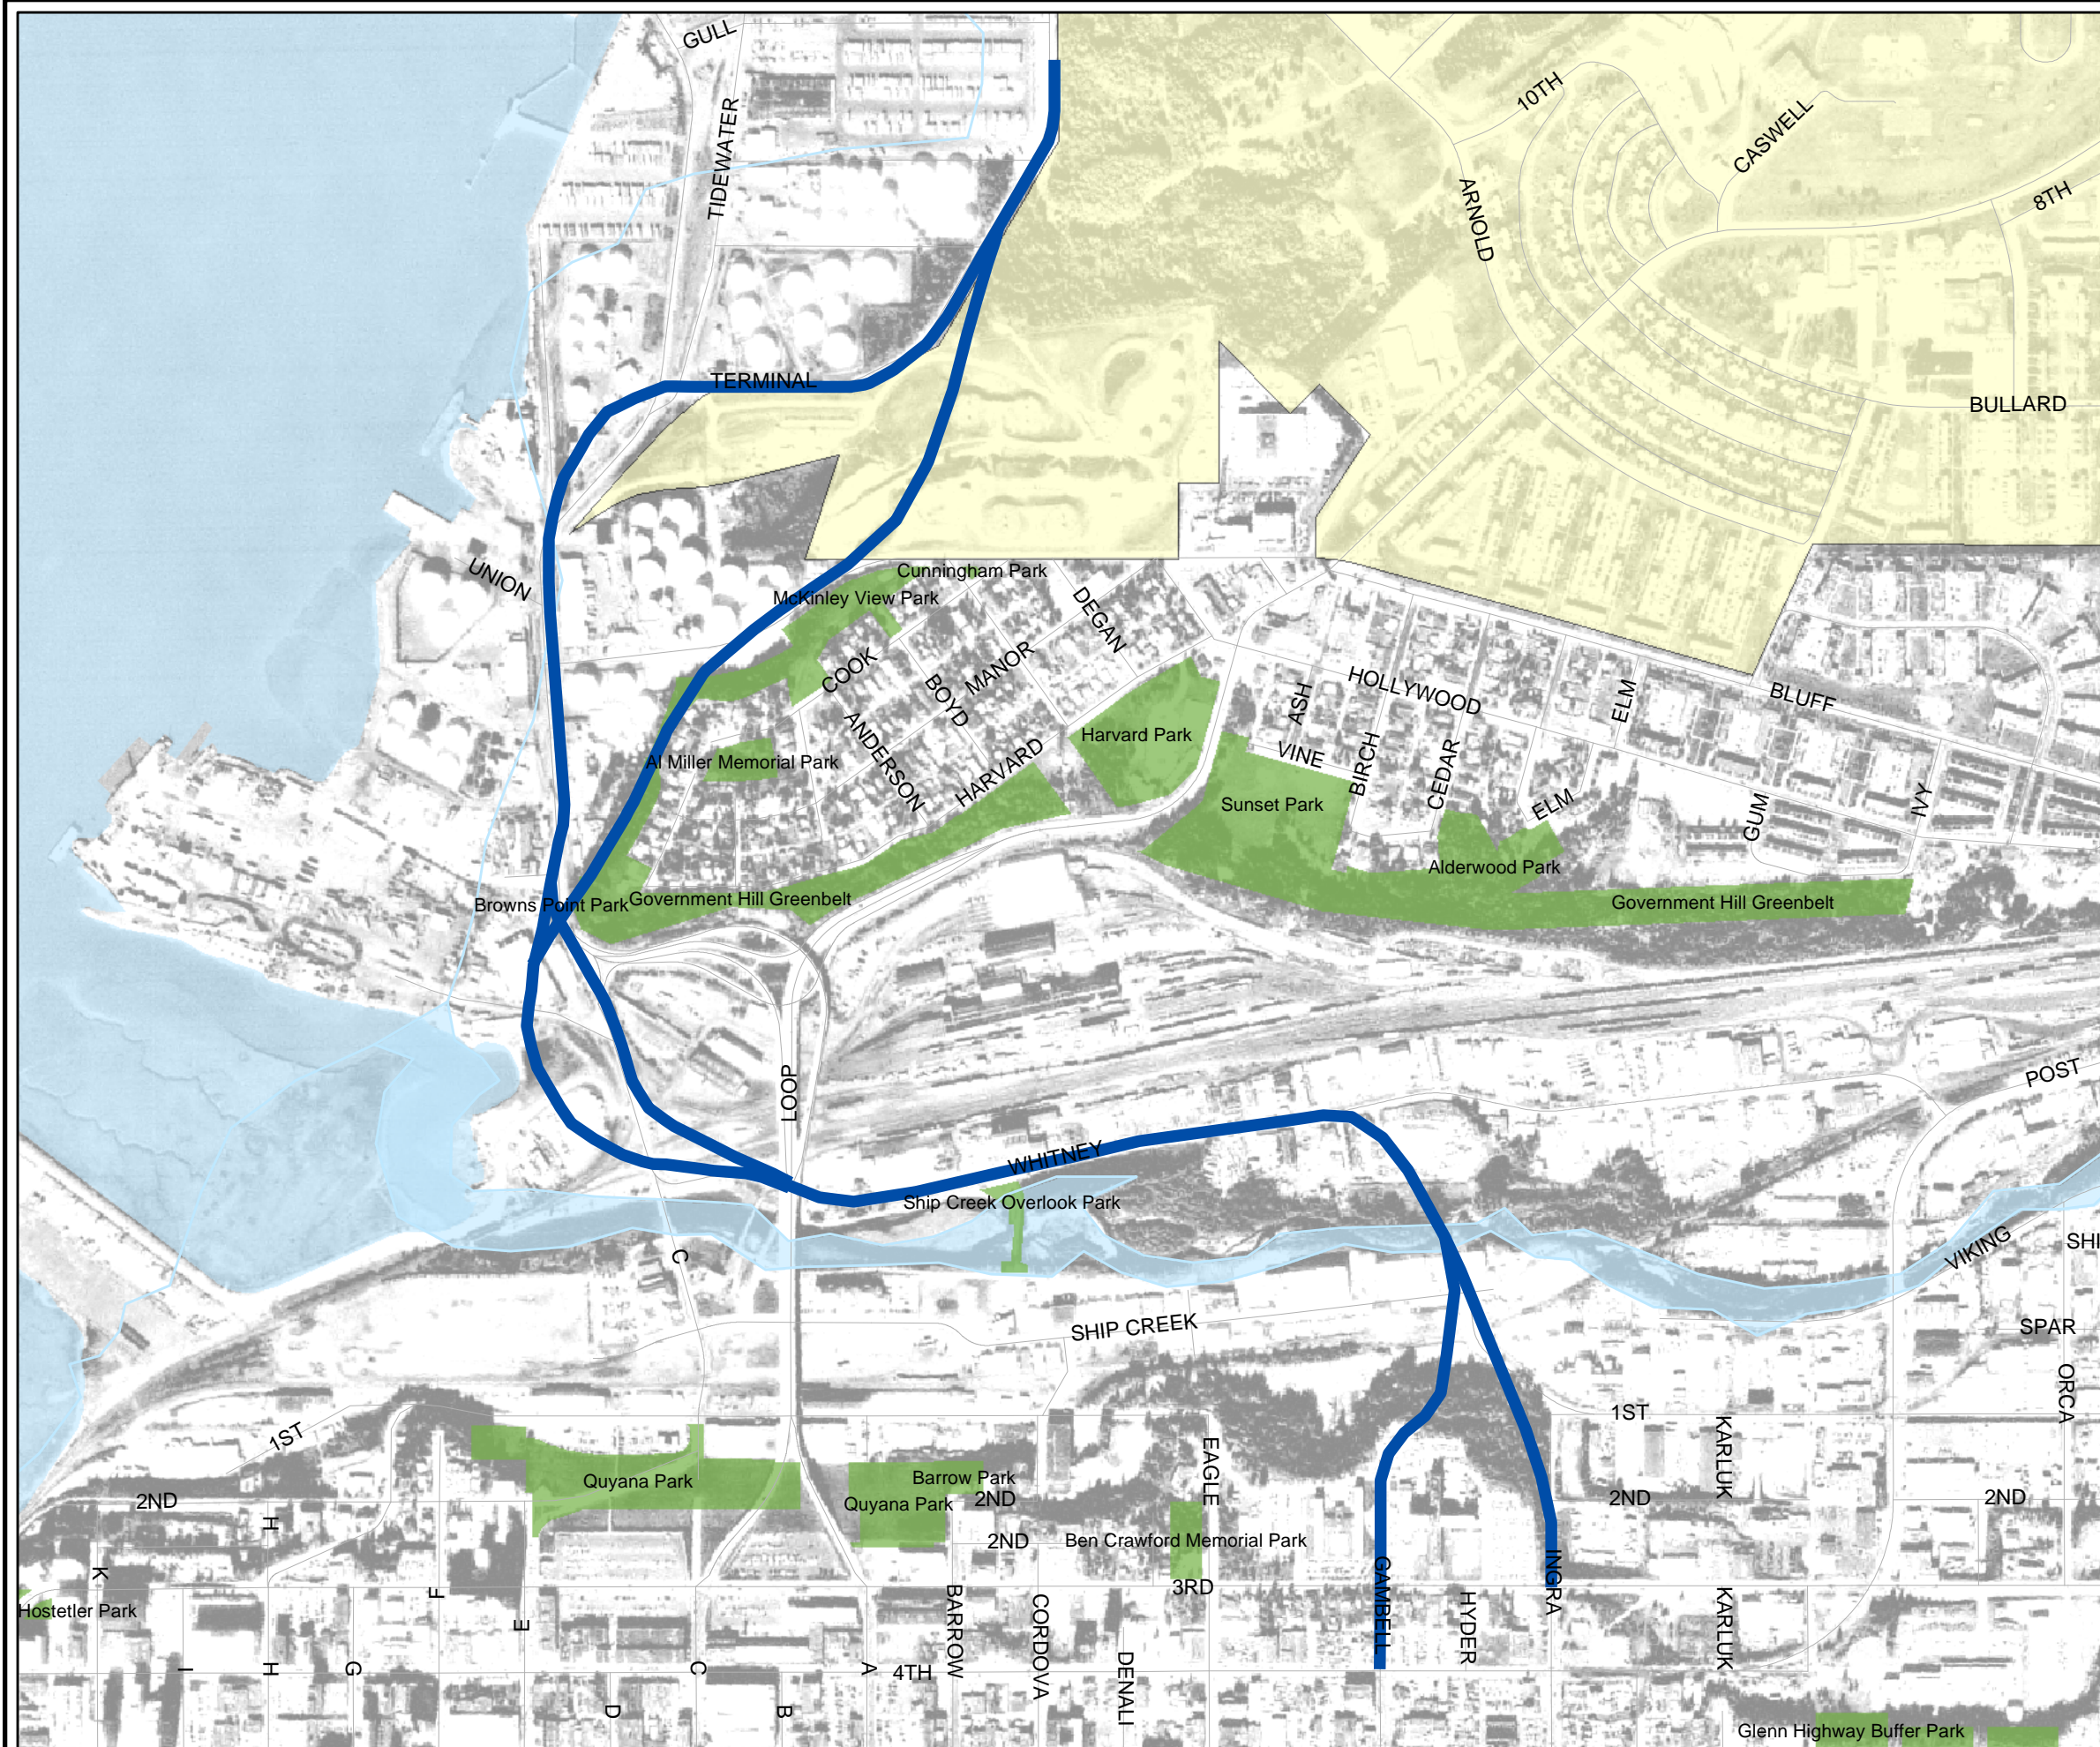 GULL
10TH
CASWELL
TIDEWATER
8TH
ARNOLD
TERMINAL
BULLARD
UNION
Cunningham Park
McKinley View Park
DEGAN
MANOR
COOK
BOYD
HOLLYWOOD
ASH
ELM
BLUFF
ANDERSON
Harvard Park
Al Miller Memorial Park
HARVARD
VINE
BIRCH
CEDAR
Sunset Park
ELM
GUM
IVY
Alderwood Park
Browns Point Park
Government Hill Greenbelt
Government Hill Greenbelt
LOOP
POST
WHITNEY
Ship Creek Overlook Park
C
VIKING
SHI
SHIP CREEK
SPAR
ORCA
1ST
1ST
KARLUK
EAGLE
Quyana Park
Barrow Park
2ND
Quyana Park
2ND
2ND
2ND
H
2ND
Ben Crawford Memorial Park
K
3RD
GAMBELL
INGRA
F
Hostetler Park
E
BARROW
CORDOVA
HYDER
KARLUK
I
H
G
C
A
4TH
DENALI
D
B
Glenn Highway Buffer Park